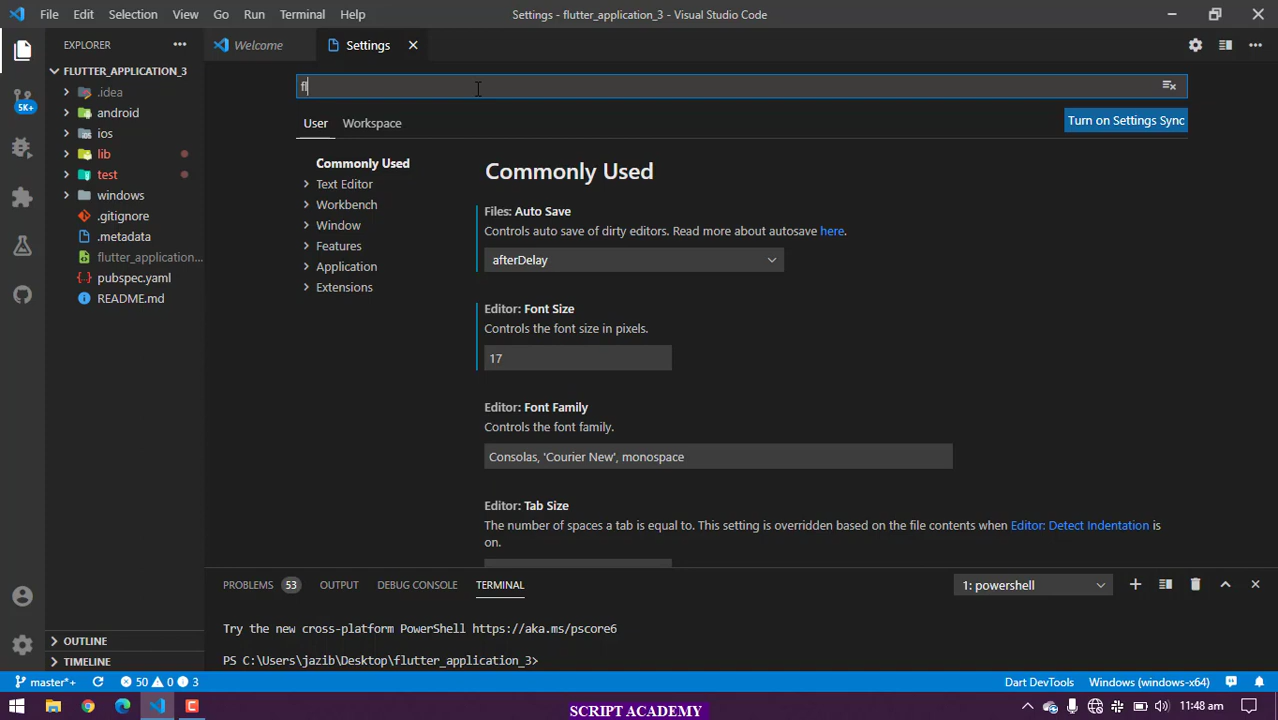 File Edit Selection View Go Run Terminal Help Settings - flutter_application_3 - Visual Studio Code
EXPLORER
Welcome
Settings
FLUTTER_APPLICATION_3
.idea
android
ios
lib
test
windows
.gitignore
.metadata
flutter_application...
pubspec.yaml
README.md
OUTLINE
TIMELINE
5K+
fl
User
Workspace
Turn on Settings Sync
Commonly Used
Text Editor
Workbench
Window
Features
Application
Extensions
Commonly Used
Files: Auto Save
Controls auto save of dirty editors. Read more about autosave here.
afterDelay
Editor: Font Size
Controls the font size in pixels.
17
Editor: Font Family
Controls the font family.
Consolas, 'Courier New', monospace
Editor: Tab Size
The number of spaces a tab is equal to. This setting is overridden based on the file contents when Editor: Detect Indentation is
on.
PROBLEMS 53 OUTPUT DEBUG CONSOLE TERMINAL 1: powershell
Try the new cross-platform PowerShell https://aka.ms/pscore6
PS C:\Users\jazib\Desktop\flutter_application_3>
master*+ 50 0 3 Dart DevTools Windows (windows-x64)
11:48 am
SCRIPT ACADEMY